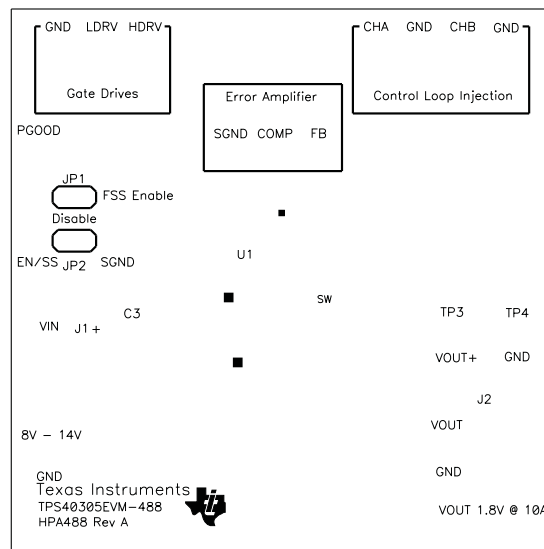 GND LDRV HDRV
CHA GND CHB GND
Gate Drives
Error Amplifier
Control Loop Injection
PGOOD
SGND COMP FB
JP1
FSS Enable
Disable
EN/SS JP2 SGND
U1
SW
C3
TP3 TP4
VIN J1 +
VOUT+ GND
J2
VOUT
8V - 14V
GND
GND
Texas Instruments
TPS40305EVM-488
HPA488 Rev A
VOUT 1.8V @ 10A